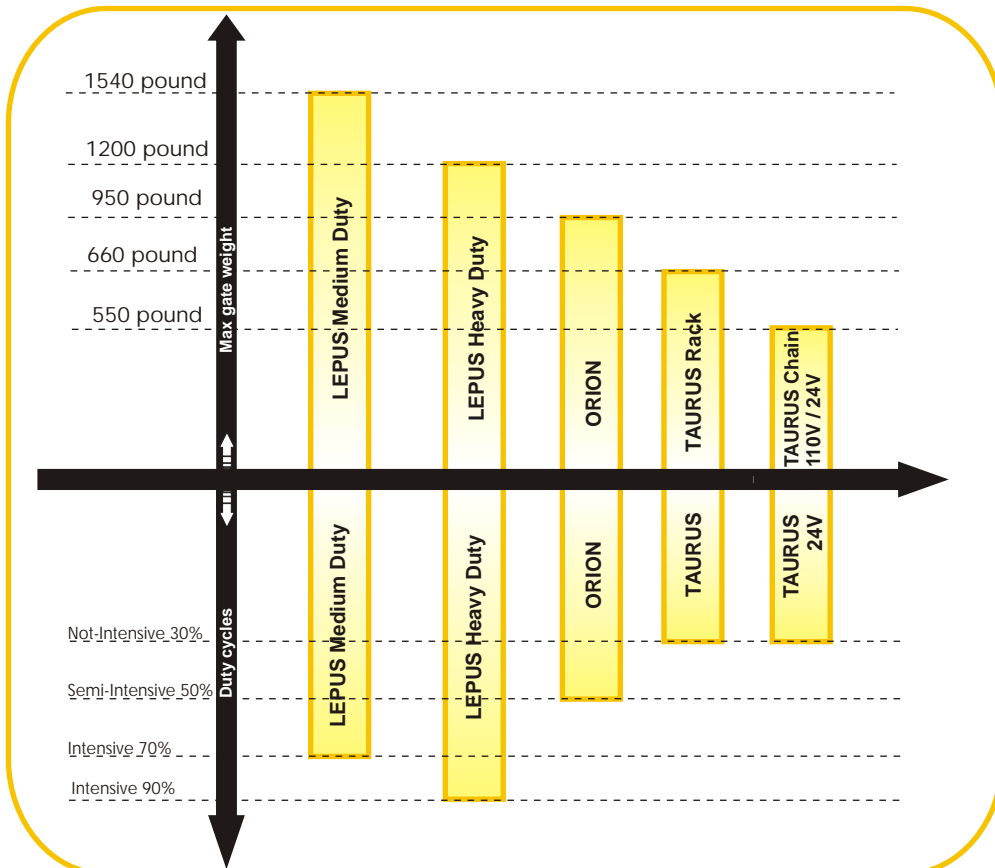 1540 pound
1200 pound
950 pound
660 pound
550 pound
Max gate weight
LEPUS Medium Duty
LEPUS Heavy Duty
ORION
TAURUS Rack
TAURUS Chain
110V / 24V
Duty cycles
LEPUS Medium Duty
LEPUS Heavy Duty
ORION
TAURUS
TAURUS
24V
Not-Intensive 30%
Semi-Intensive 50%
Intensive 70%
Intensive 90%